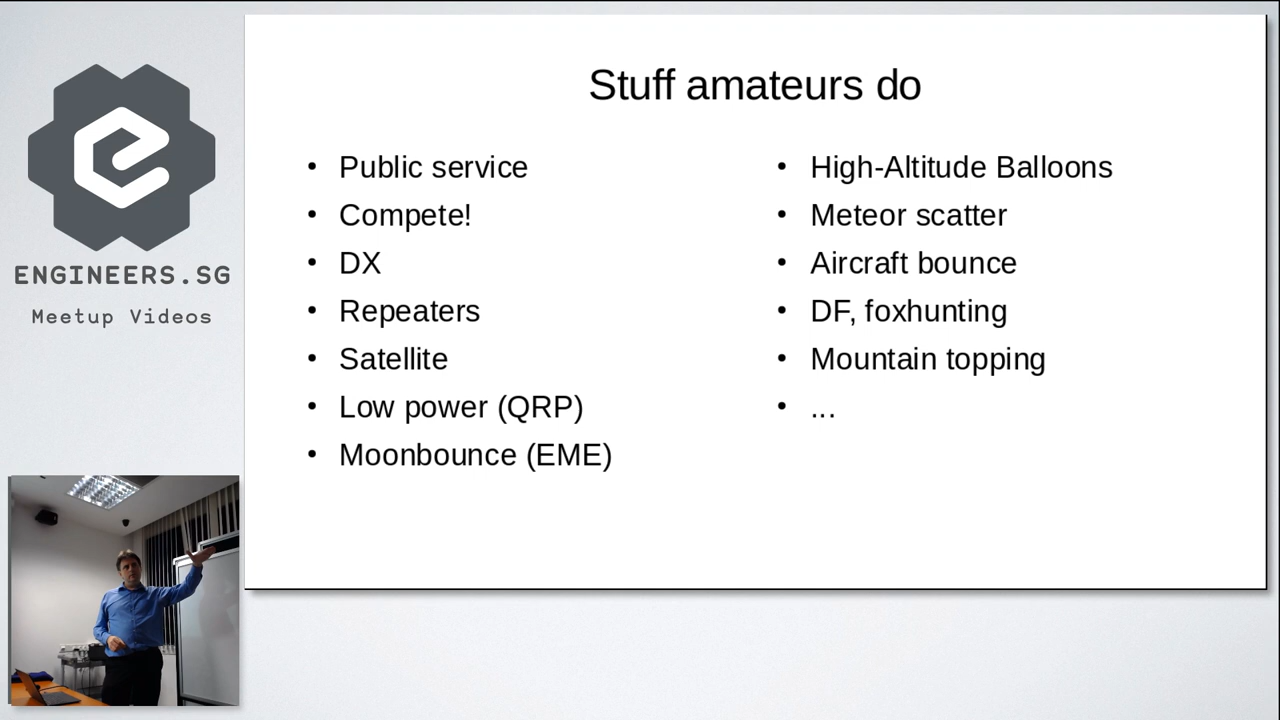 ENGINEERS.SG
Meetup Videos
Stuff amateurs do
• Public service
• Compete!
• DX
• Repeaters
• Satellite
• Low power (QRP)
• Moonbounce (EME)
• High-Altitude Balloons
• Meteor scatter
• Aircraft bounce
• DF, foxhunting
• Mountain topping
• ...